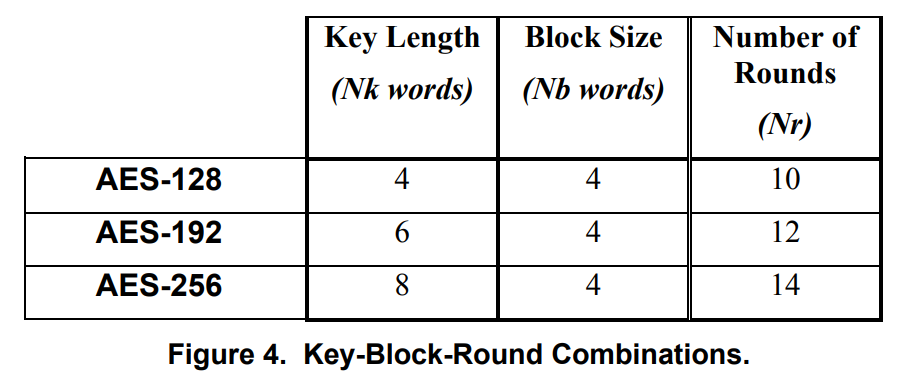 Key Length Block Size Number of
Rounds
(Nk words) (Nb words)
(Nr)
AES-128 4 4 10
AES-192 6 4 12
AES-256 8 4 14
Figure 4. Key-Block-Round Combinations.